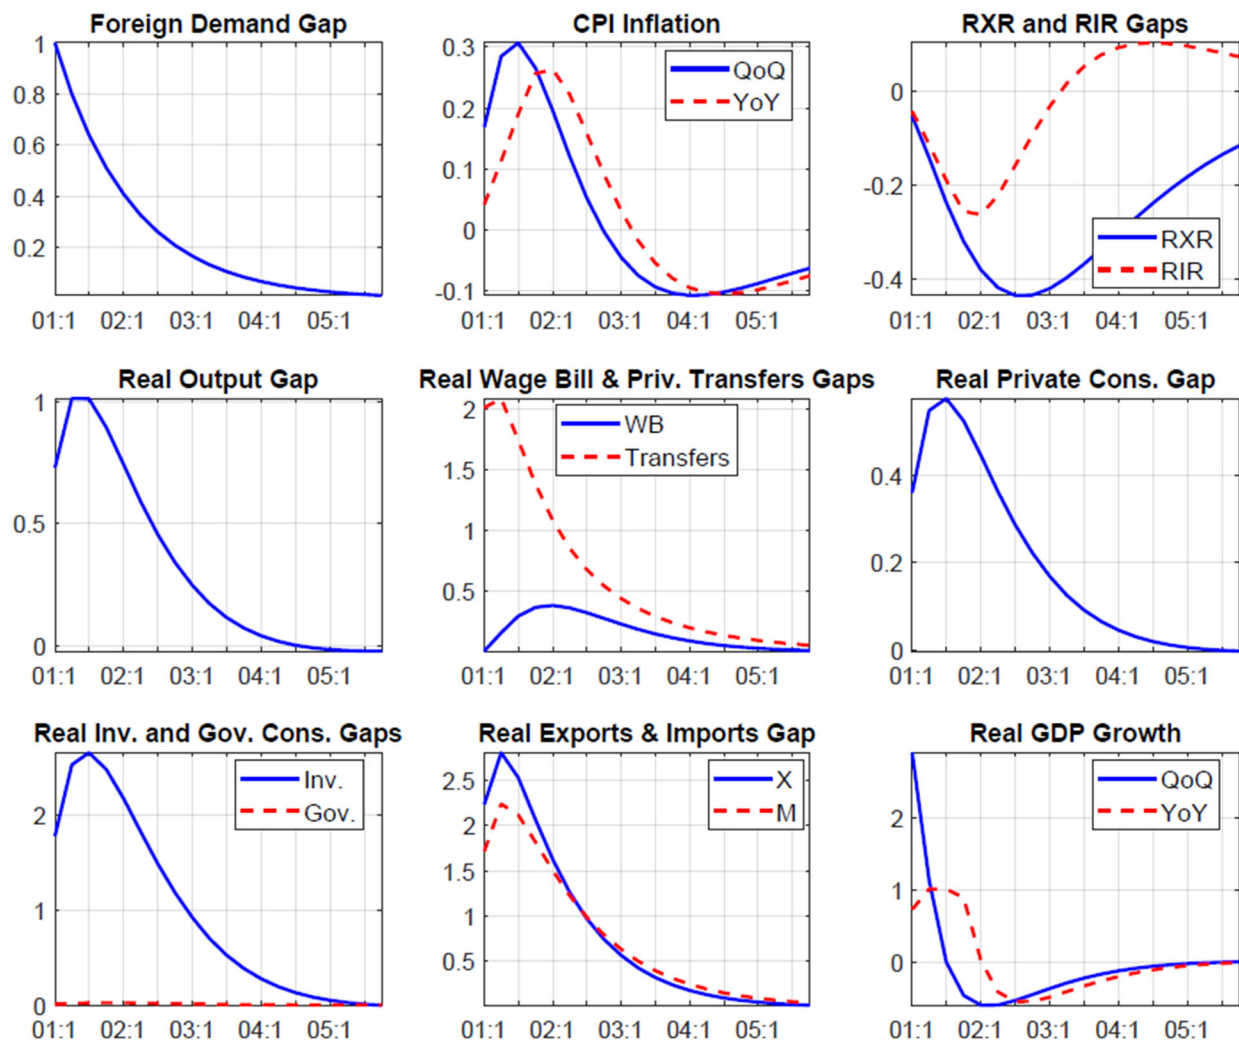 Foreign Demand Gap
1
0.8
0.6
0.4
0.2
01:1 02:1 03:1 04:1 05:1
CPI Inflation
0.3
0.2
0.1
0
-0.1
QoQ
YoY
01:1 02:1 03:1 04:1 05:1
RXR and RIR Gaps
0
-0.2
-0.4
RXR
RIR
01:1 02:1 03:1 04:1 05:1
Real Output Gap
1
0.5
0
01:1 02:1 03:1 04:1 05:1
Real Wage Bill & Priv. Transfers Gaps
2
1.5
1
0.5
WB
Transfers
01:1 02:1 03:1 04:1 05:1
Real Private Cons. Gap
0.4
0.2
0
01:1 02:1 03:1 04:1 05:1
Real Inv. and Gov. Cons. Gaps
2
1
0
Inv.
Gov.
01:1 02:1 03:1 04:1 05:1
Real Exports & Imports Gap
2.5
2
1.5
1
0.5
X
M
01:1 02:1 03:1 04:1 05:1
Real GDP Growth
2
1
0
QoQ
YoY
01:1 02:1 03:1 04:1 05:1